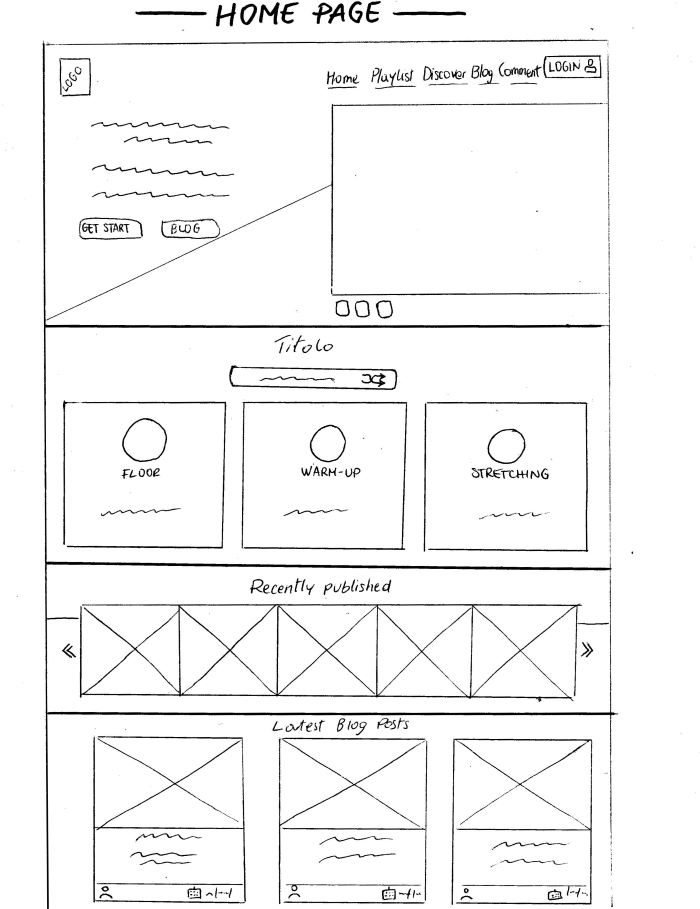 HOME PAGE
LOGO
Home Playlist Discover Blog Comment LOGIN
GET START BLOG
Titolo
FLOOR WARM-UP STRETCHING
Recently published
Latest Blog Posts